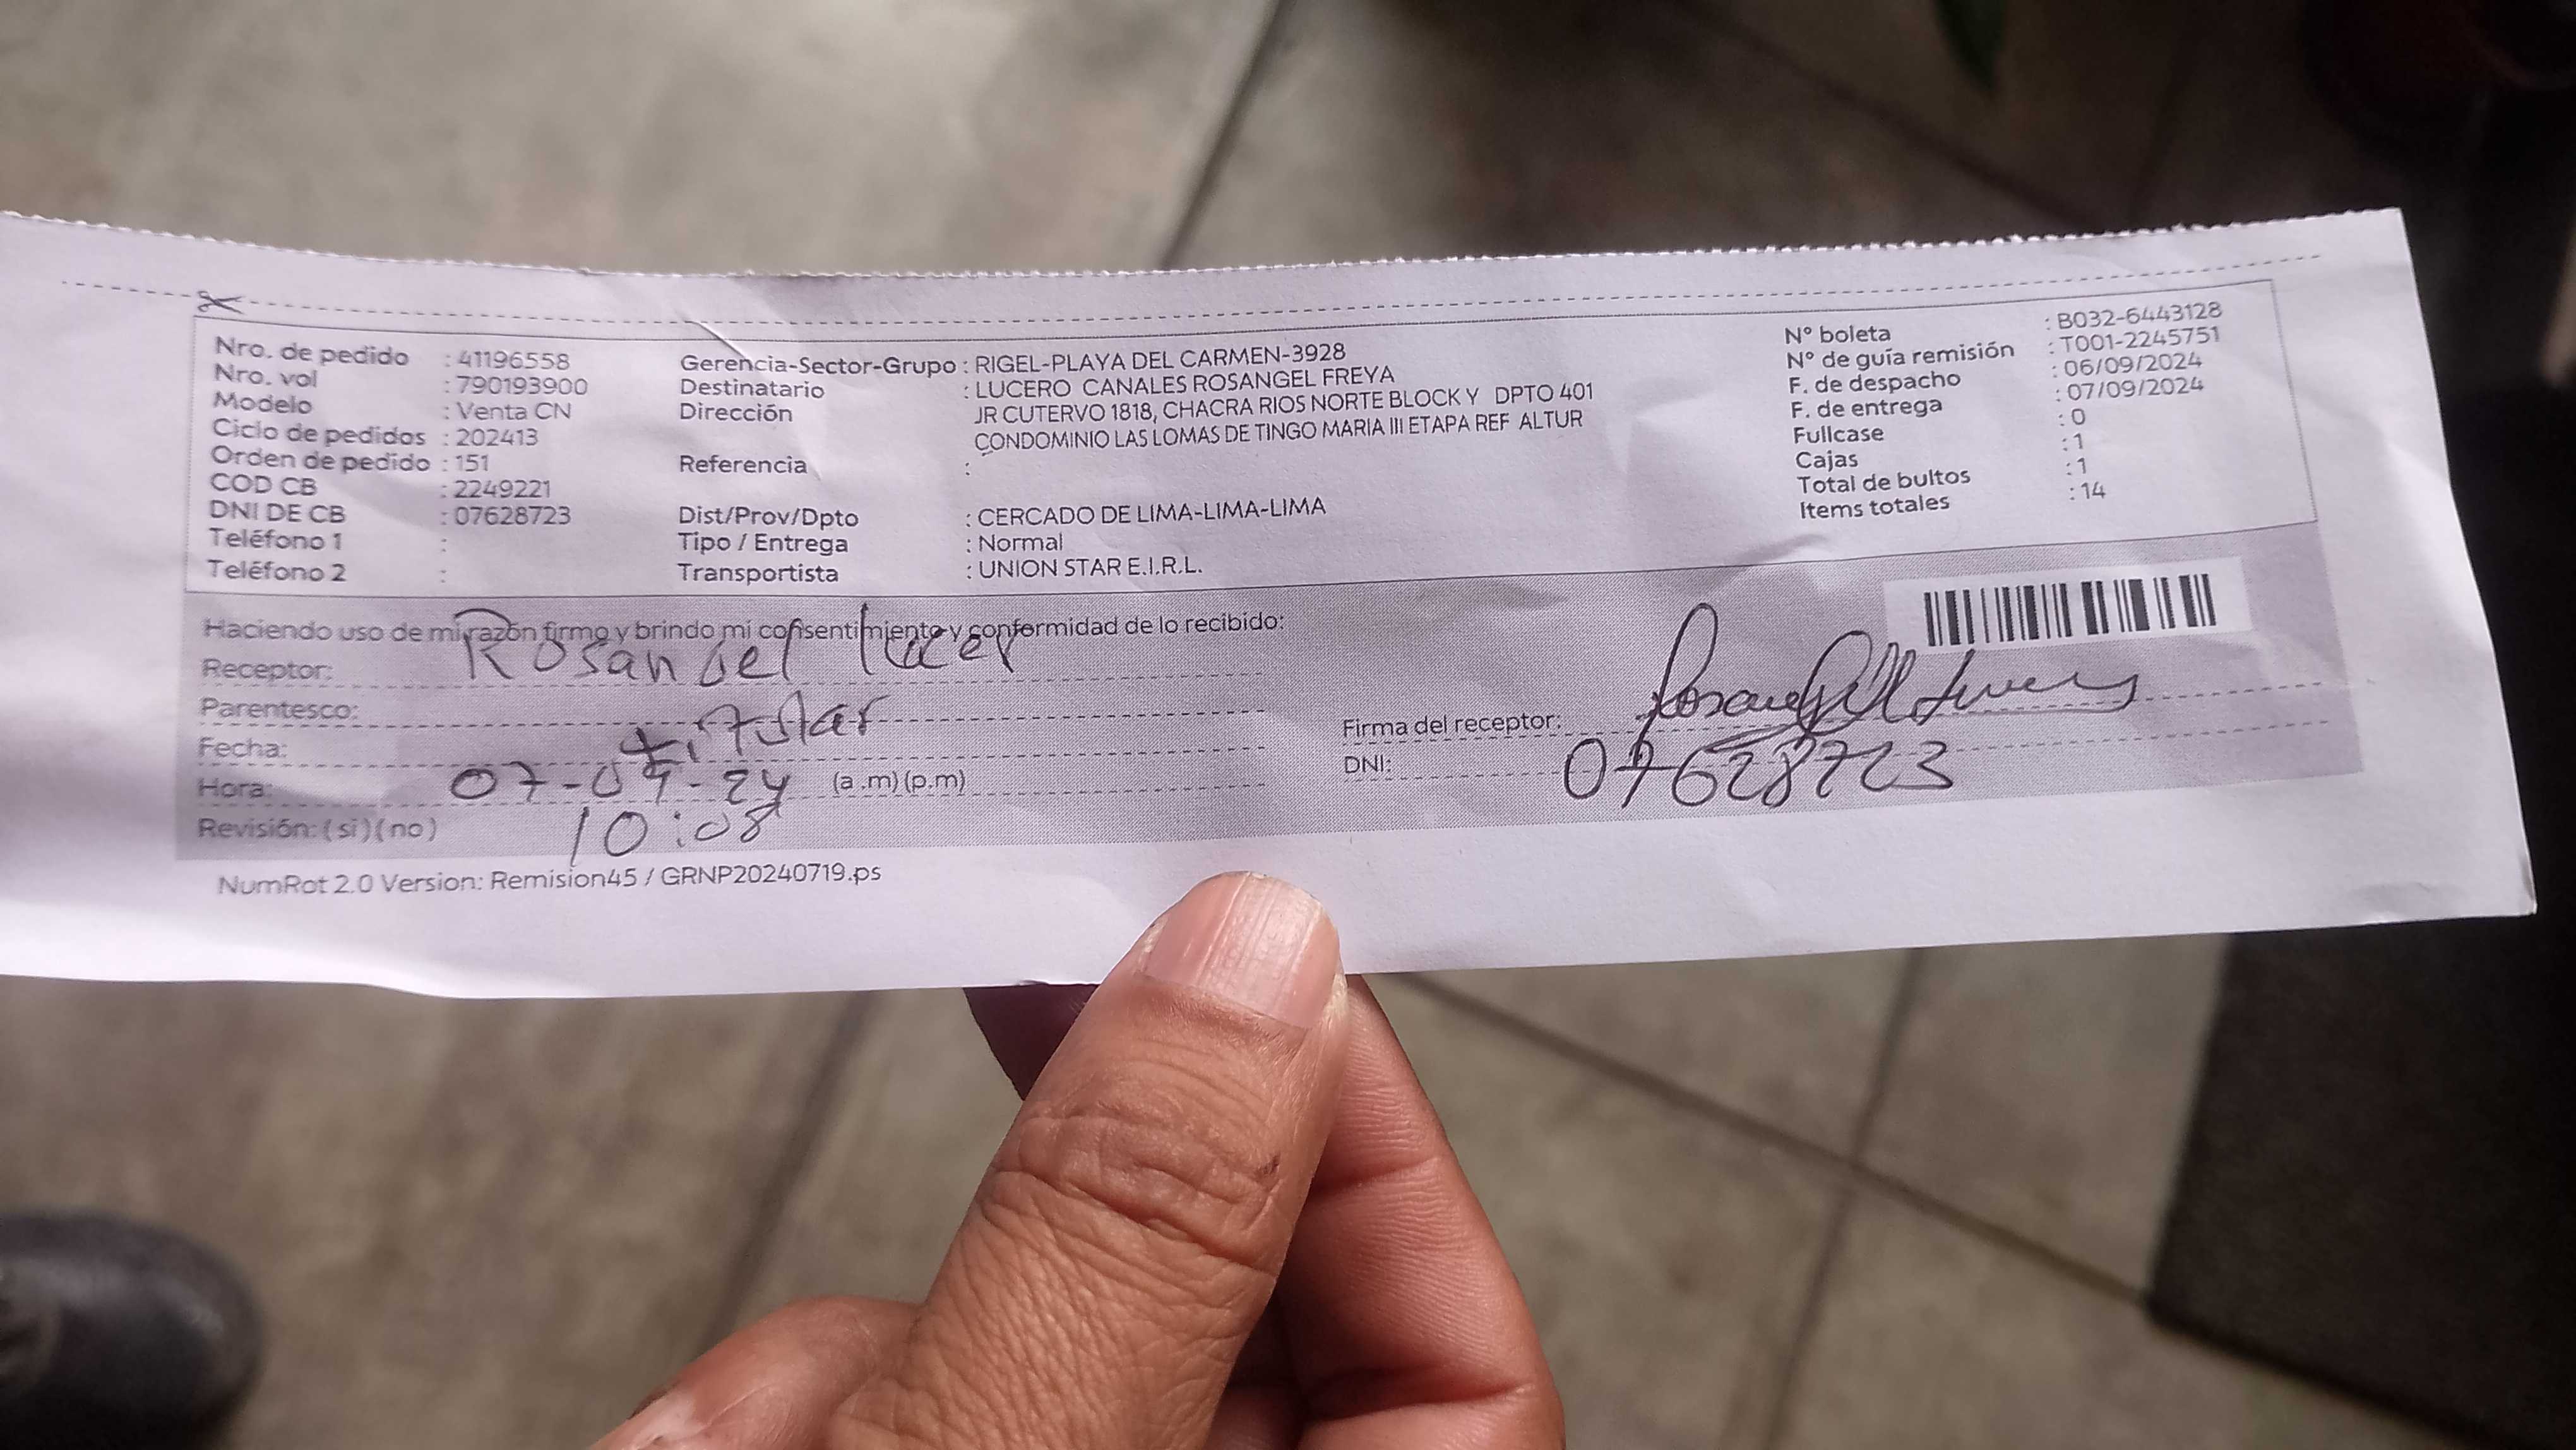 Nro. de pedido : 41196558
Nro. vol : 790193900
Modelo : Venta CN
Ciclo de pedidos : 202413
Orden de pedido : 151
COD CB : 2249221
DNI DE CB : 07628723
Teléfono 1 :
Teléfono 2 :
Gerencia-Sector-Grupo : RIGEL-PLAYA DEL CARMEN-3928
Destinatario : LUCERO CANALES ROSANGEL FREYA
Dirección JR CUTERVO 1818, CHACRA RIOS NORTE BLOCK Y DPTO 401
CONDOMINIO LAS LOMAS DE TINGO MARIA III ETAPA REF ALTUR
Referencia :
Dist/Prov/Dpto : CERCADO DE LIMA-LIMA-LIMA
Tipo / Entrega : Normal
Transportista : UNION STAR E.I.R.L.
N° boleta : B032-6443128
N° de guía remisión : T001-2245751
F. de despacho : 06/09/2024
F. de entrega : 07/09/2024
Fullcase : 0
Cajas : 1
Total de bultos : 1
Items totales : 14
Haciendo uso de mi razón firmo y brindo mi consentimiento y conformidad de lo recibido:
Receptor: Rosangel
Parentesco: titular
Fecha: 07-09-24
Hora: 10:08 (a .m) (p.m)
Revisión: ( si ) ( no )
Firma del receptor:
DNI: 07628723
NumRot 2.0 Version: Remision45 / GRNP20240719.ps